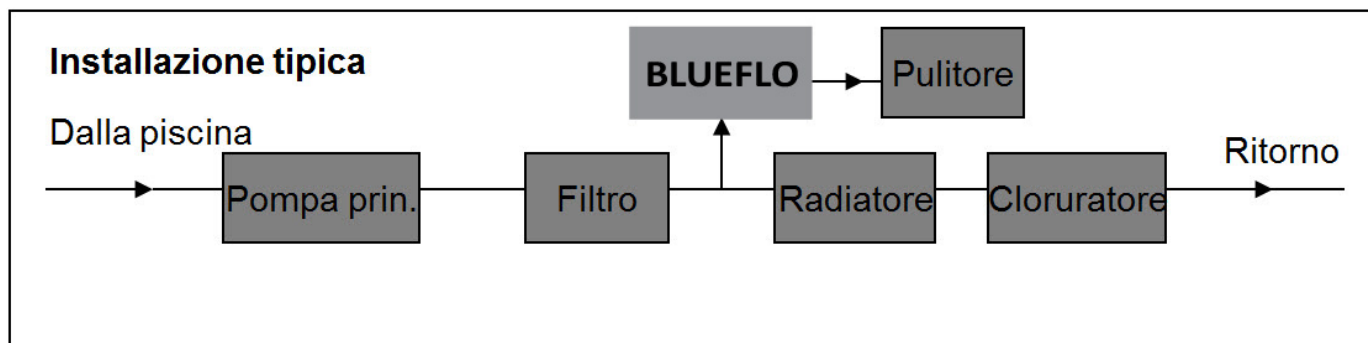 Installazione tipica
BLUEFLO
Pulitore
Dalla piscina
Ritorno
Pompa prin.
Filtro
Radiatore
Cloruratore